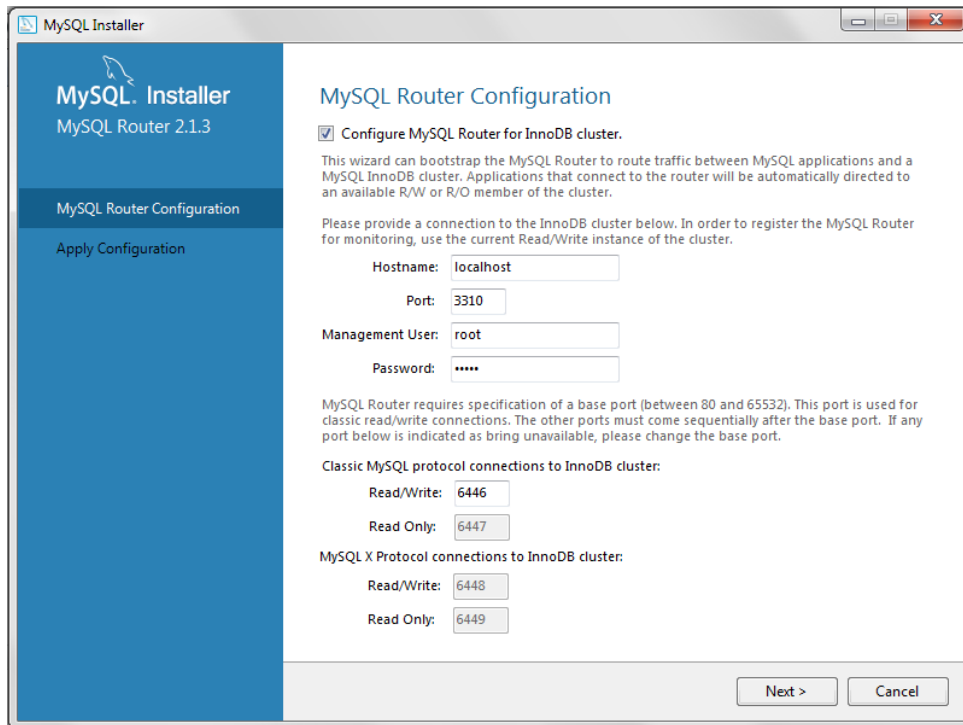 MySQL Installer
MySQL. Installer
MySQL Router 2.1.3
MySQL Router Configuration
Apply Configuration
MySQL Router Configuration
Configure MySQL Router for InnoDB cluster.
This wizard can bootstrap the MySQL Router to route traffic between MySQL applications and a
MySQL InnoDB cluster. Applications that connect to the router will be automatically directed to
an available R/W or R/O member of the cluster.
Please provide a connection to the InnoDB cluster below. In order to register the MySQL Router
for monitoring, use the current Read/Write instance of the cluster.
Hostname: localhost
Port: 3310
Management User: root
Password: •••••
MySQL Router requires specification of a base port (between 80 and 65532). This port is used for
classic read/write connections. The other ports must come sequentially after the base port. If any
port below is indicated as bring unavailable, please change the base port.
Classic MySQL protocol connections to InnoDB cluster:
Read/Write: 6446
Read Only: 6447
MySQL X Protocol connections to InnoDB cluster:
Read/Write: 6448
Read Only: 6449
Next >
Cancel